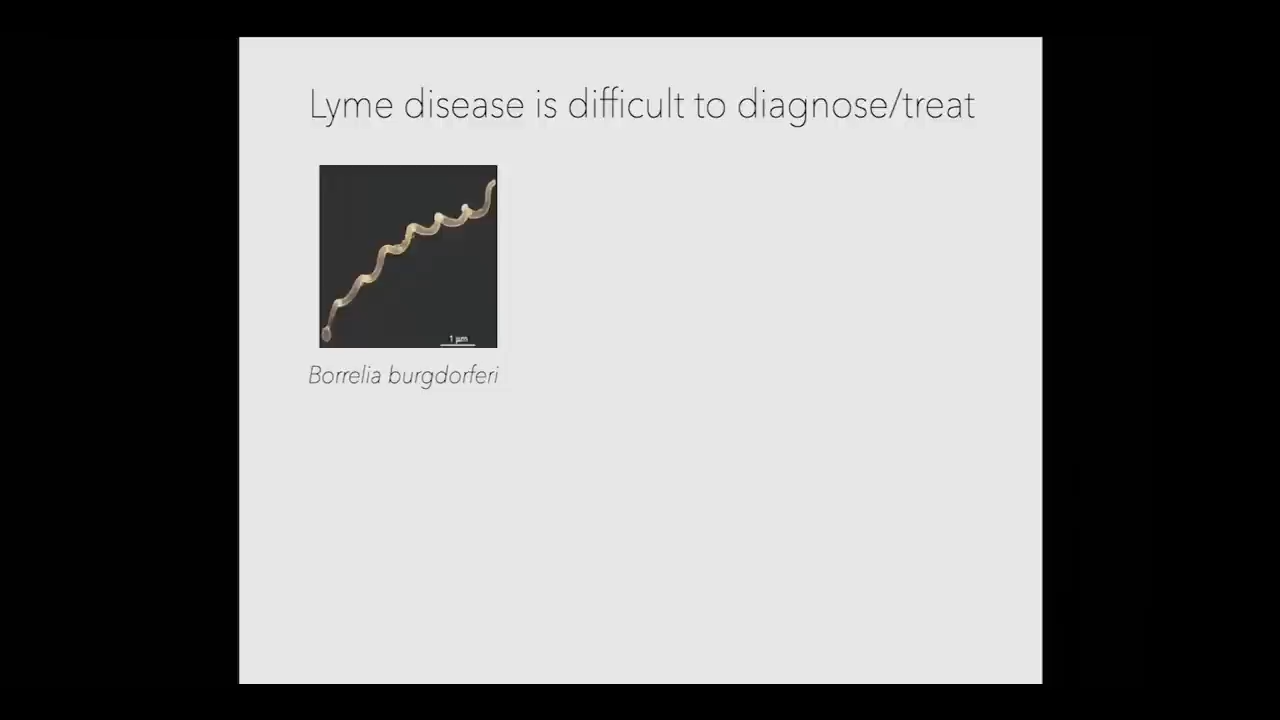 Lyme disease is difficult to diagnose/treat
1 µm
Borrelia burgdorferi